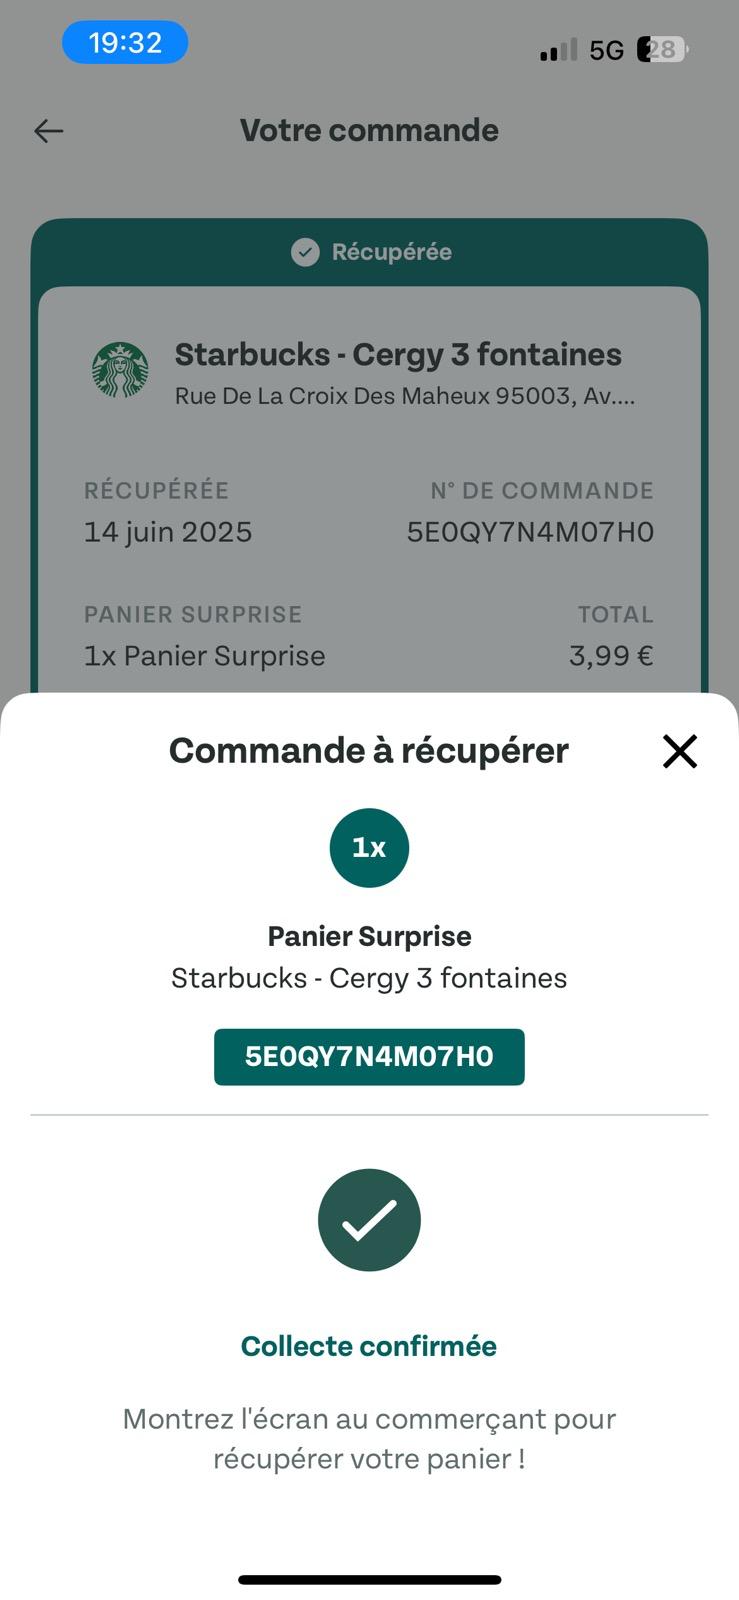 19:32
5G
28
Votre commande
Récupérée
Starbucks - Cergy 3 fontaines
Rue De La Croix Des Maheux 95003, Av....
RÉCUPÉRÉE
N° DE COMMANDE
14 juin 2025
5E0QY7N4M07H0
PANIER SURPRISE
TOTAL
1x Panier Surprise
3,99 €
Commande à récupérer
1x
Panier Surprise
Starbucks - Cergy 3 fontaines
5E0QY7N4M07H0
Collecte confirmée
Montrez l'écran au commerçant pour
récupérer votre panier !